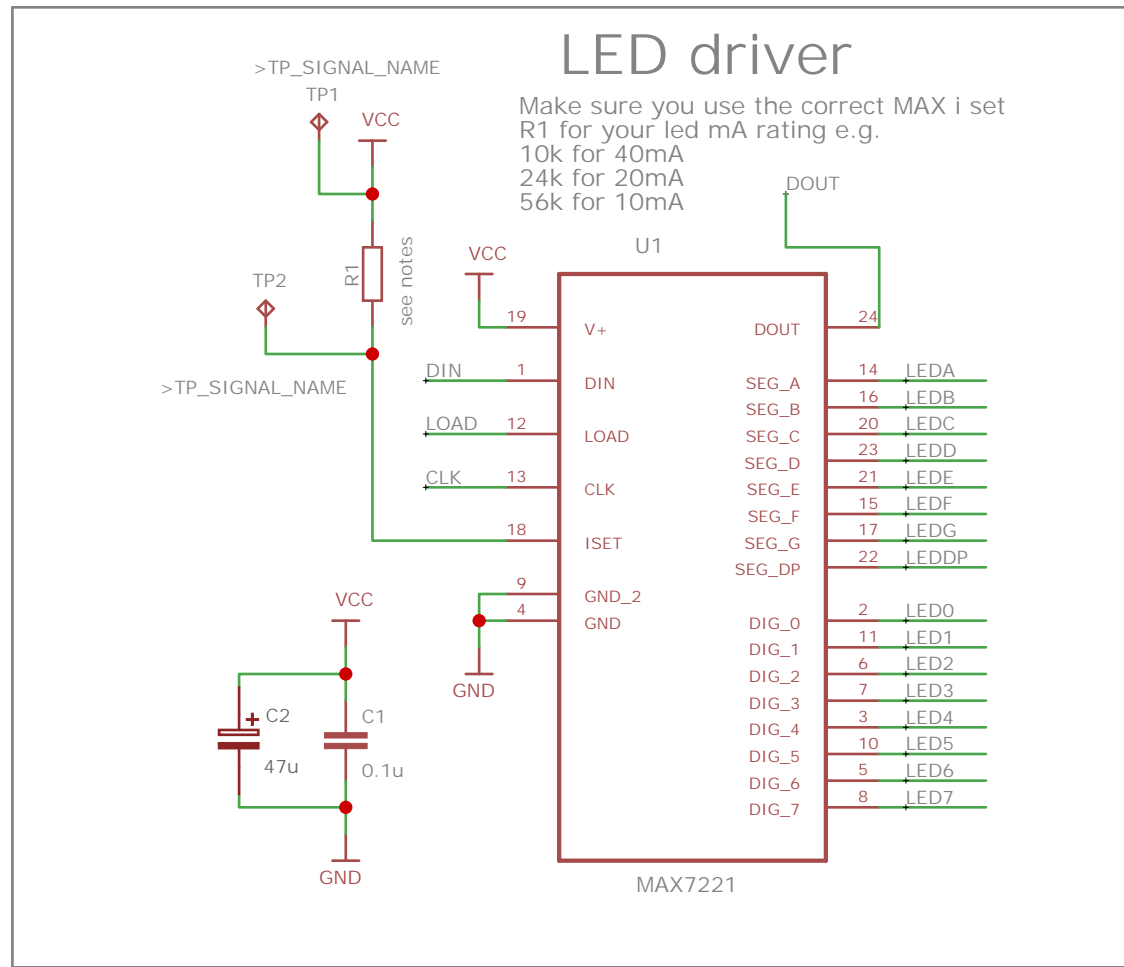 LED driver
Make sure you use the correct MAX i set
R1 for your led mA rating e.g.
10k for 40mA
24k for 20mA
56k for 10mA
>TP_SIGNAL_NAME
TP1
VCC
R1
see notes
TP2
>TP_SIGNAL_NAME
DOUT
U1
VCC
19 V+ DOUT 24
DIN 1 DIN SEG_A 14 LEDA
SEG_B 16 LEDB
LOAD 12 LOAD SEG_C 20 LEDC
SEG_D 23 LEDD
CLK 13 CLK SEG_E 21 LEDE
SEG_F 15 LEDF
18 ISET SEG_G 17 LEDG
SEG_DP 22 LEDDP
9 GND_2
4 GND DIG_0 2 LED0
DIG_1 11 LED1
DIG_2 6 LED2
DIG_3 7 LED3
DIG_4 3 LED4
DIG_5 10 LED5
DIG_6 5 LED6
DIG_7 8 LED7
GND
MAX7221
VCC
C2
+
47u
C1
0.1u
GND